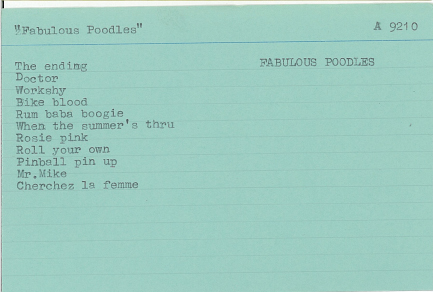 "Fabulous Poodles" A 9210
The ending FABULOUS POODLES
Doctor
Workshy
Bike blood
Rum baba boogie
When the summer's thru
Rosie pink
Roll your own
Pinball pin up
Mr.Mike
Cherchez la femme